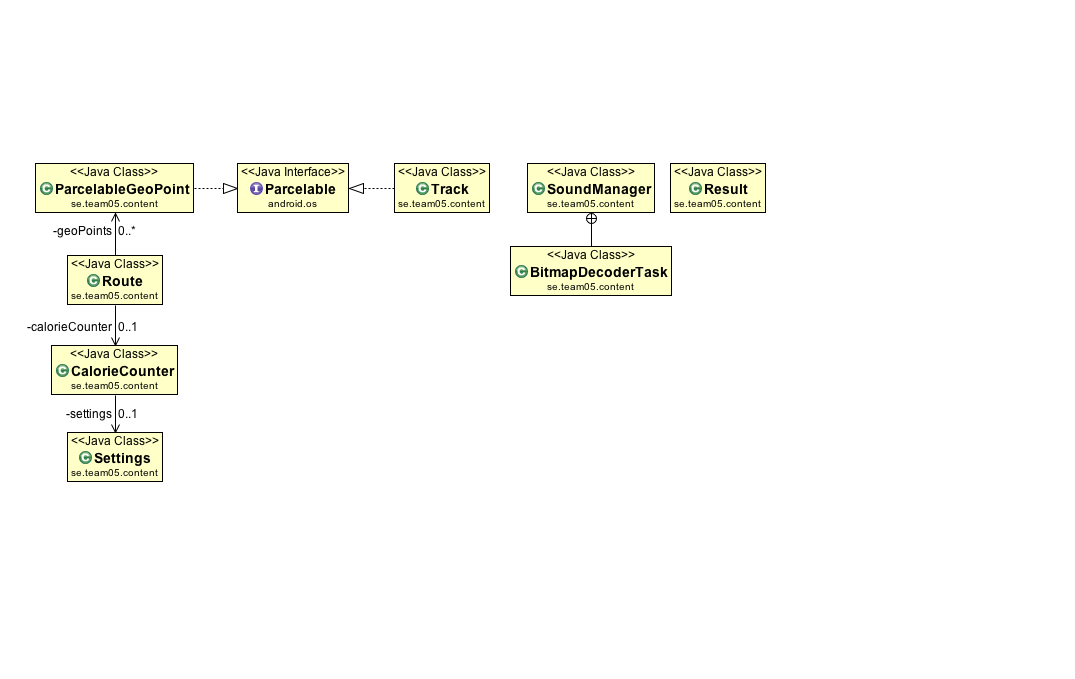 <<Java Class>>
C ParcelableGeoPoint
se.team05.content
<<Java Interface>>
I Parcelable
android.os
<<Java Class>>
C Track
se.team05.content
<<Java Class>>
C SoundManager
se.team05.content
<<Java Class>>
C Result
se.team05.content
-geoPoints 0..*
<<Java Class>>
C BitmapDecoderTask
se.team05.content
<<Java Class>>
C Route
se.team05.content
-calorieCounter 0..1
<<Java Class>>
C CalorieCounter
se.team05.content
-settings 0..1
<<Java Class>>
C Settings
se.team05.content